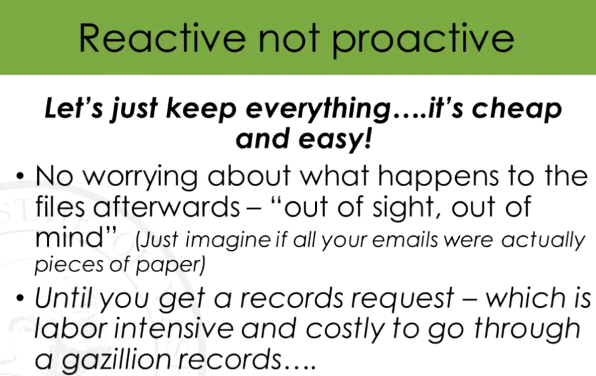 Reactive not proactive
Let's just keep everything....it's cheap
and easy!
• No worrying about what happens to the
files afterwards – “out of sight, out of
mind” (Just imagine if all your emails were actually
pieces of paper)
• Until you get a records request – which is
labor intensive and costly to go through
a gazillion records….